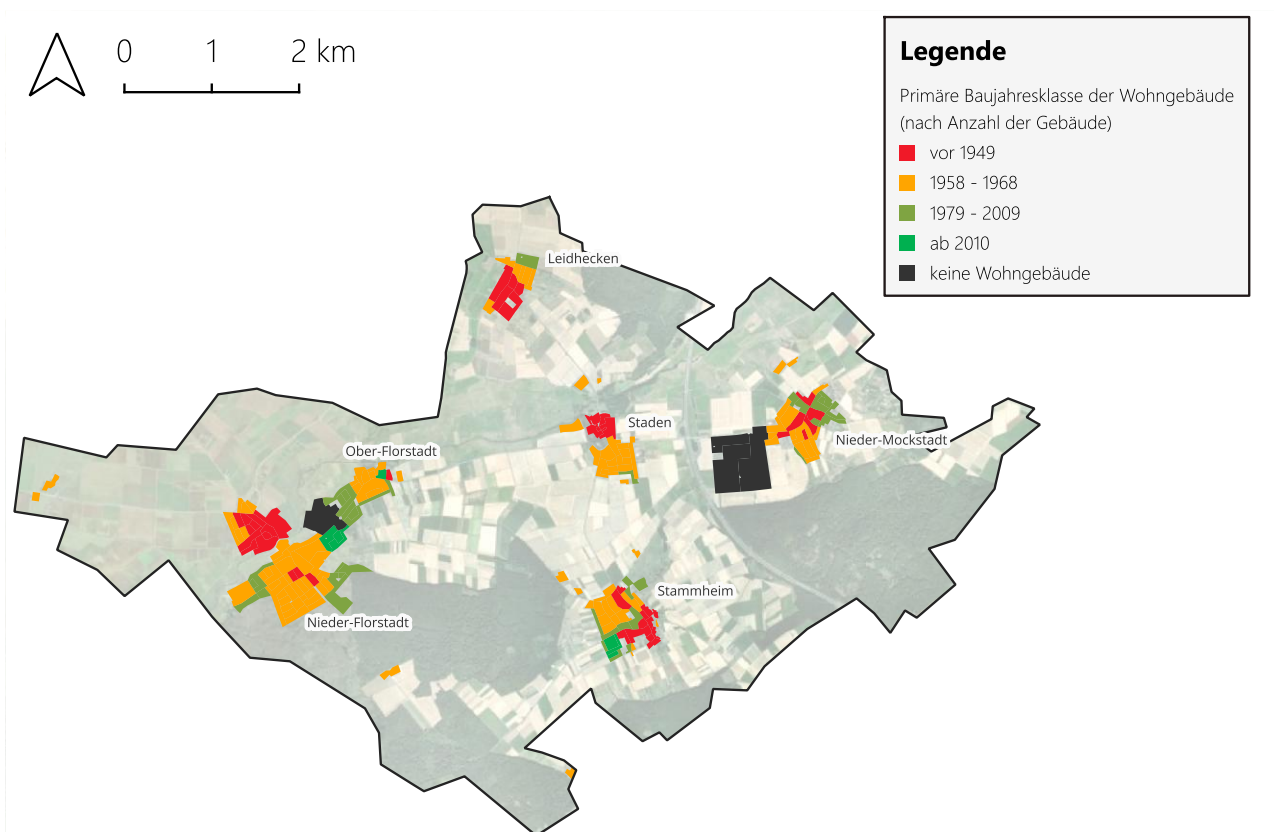 0 1 2 km
Legende
Primäre Baujahresklasse der Wohngebäude
(nach Anzahl der Gebäude)
vor 1949
1958 - 1968
1979 - 2009
ab 2010
keine Wohngebäude
Leidhecken
Staden
Nieder-Mockstadt
Ober-Florstadt
Stammheim
Nieder-Florstadt